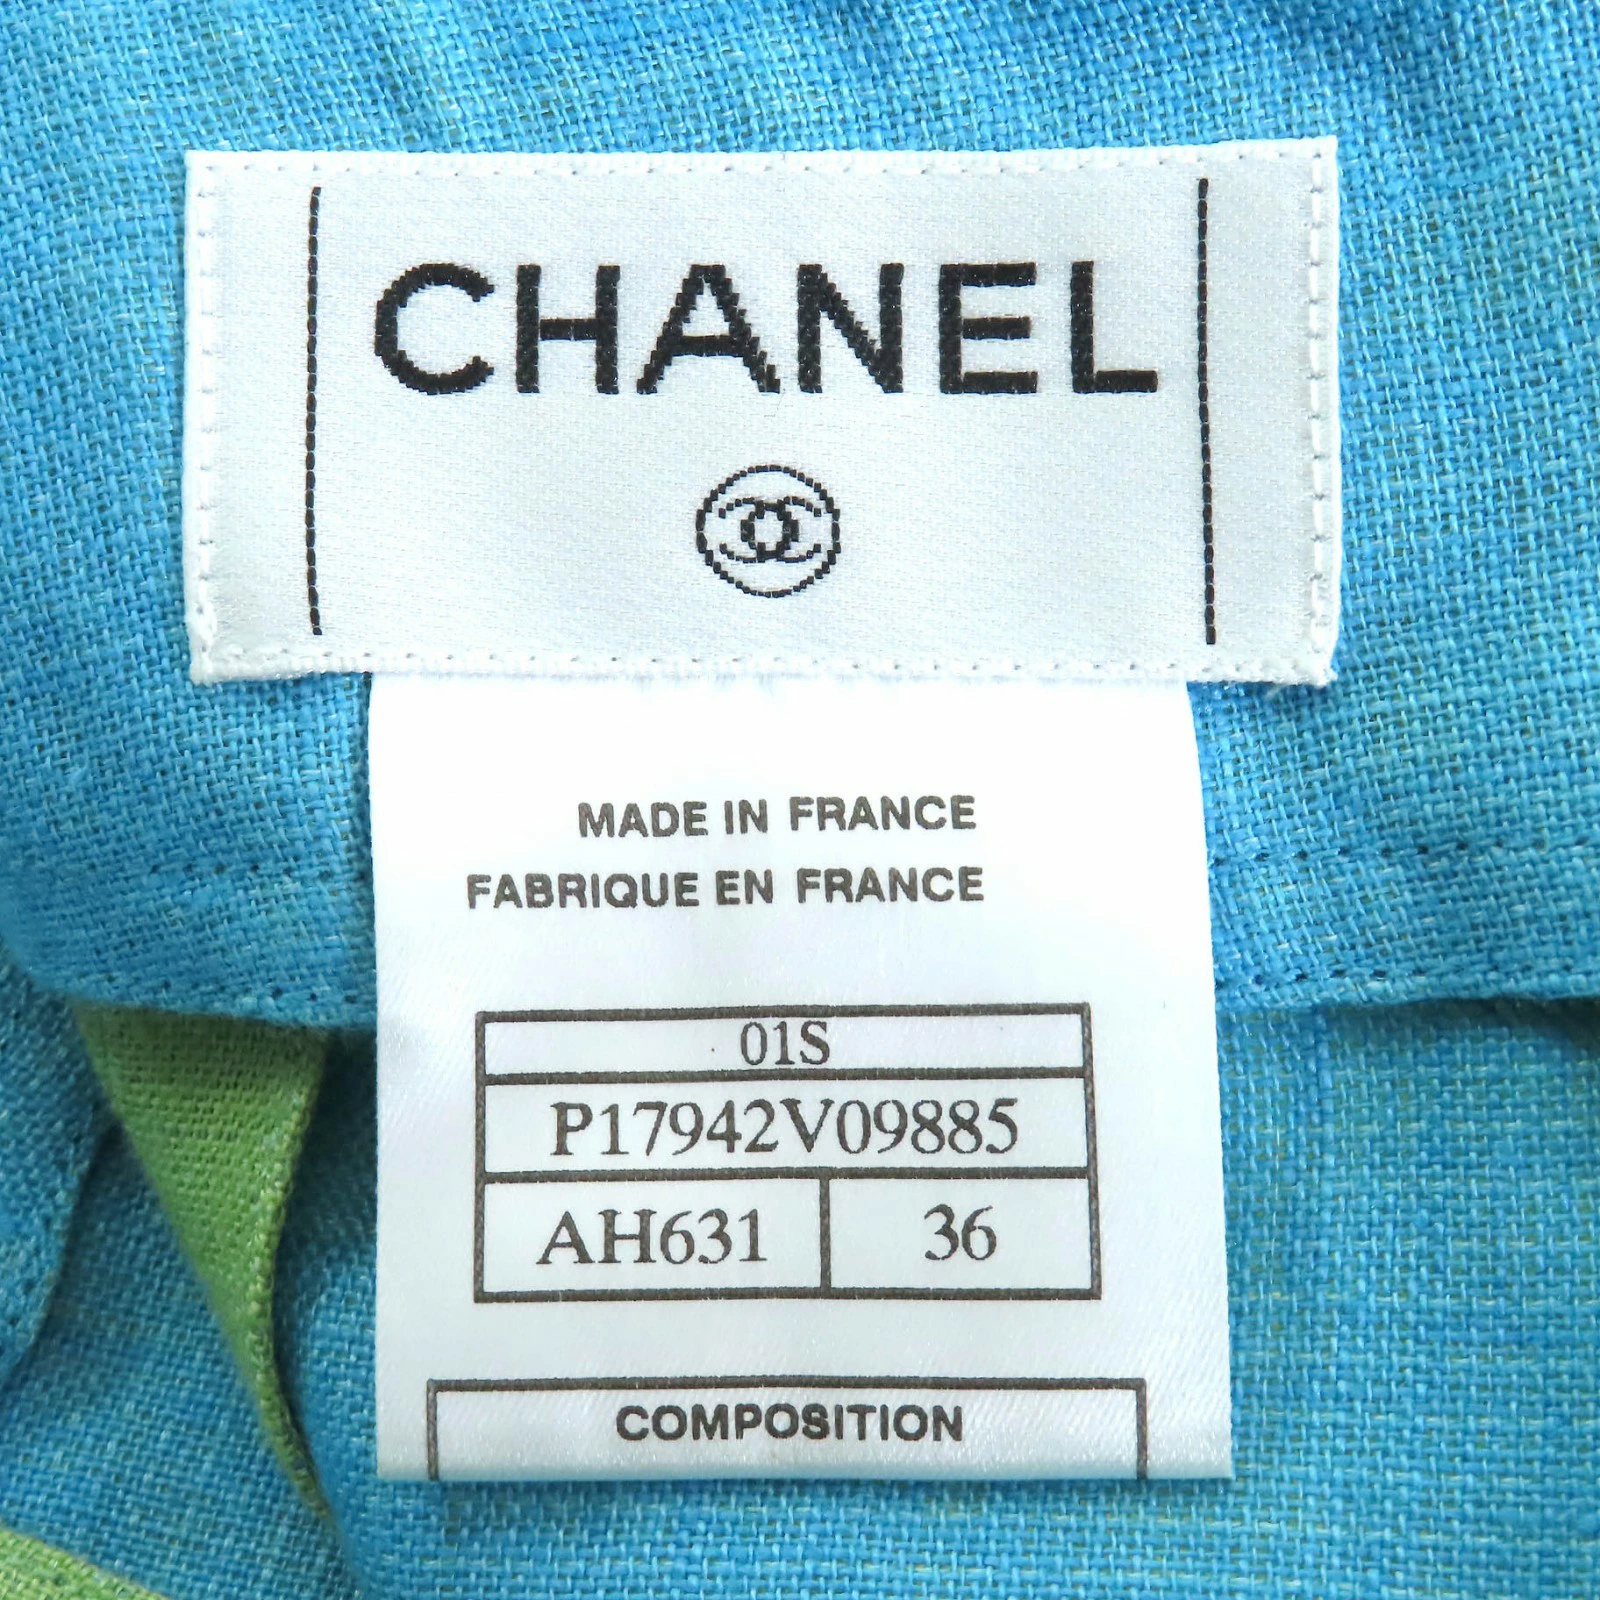 CHANEL
MADE IN FRANCE
FABRIQUE EN FRANCE
01S
P17942V09885
AH631 36
COMPOSITION